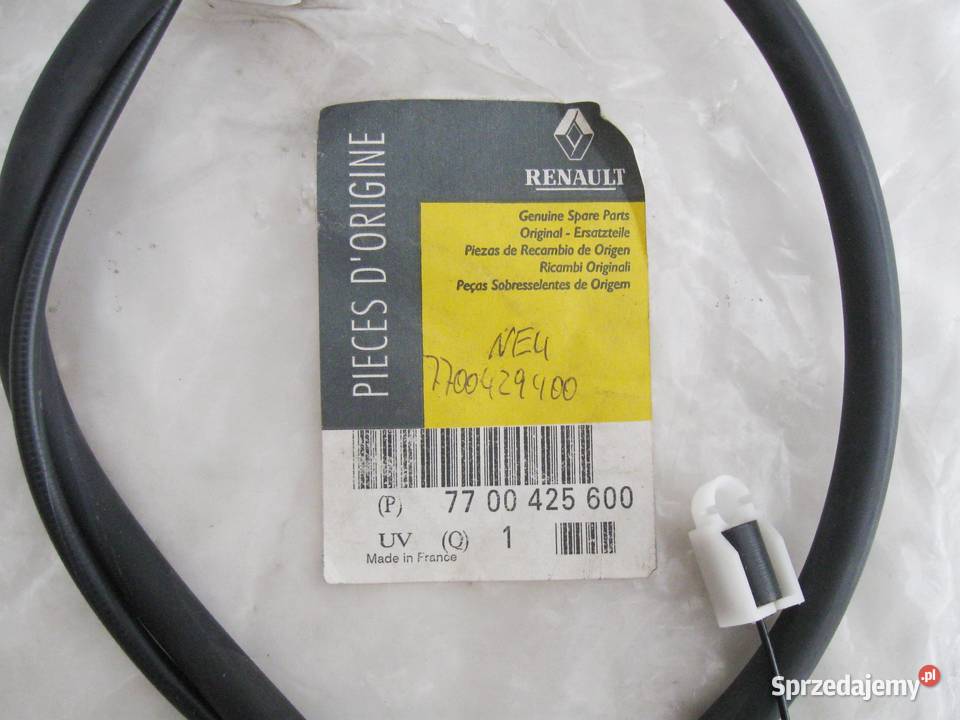 PIECES D'ORIGINE
RENAULT
Genuine Spare Parts
Original - Ersatzteile
Piezas de Recambio de Origen
Ricambi Originali
Peças Sobresselentes de Origem
NEU
7700429400
(P) 77 00 425 600
UV (Q) 1
Made in France
Sprzedajemy.pl